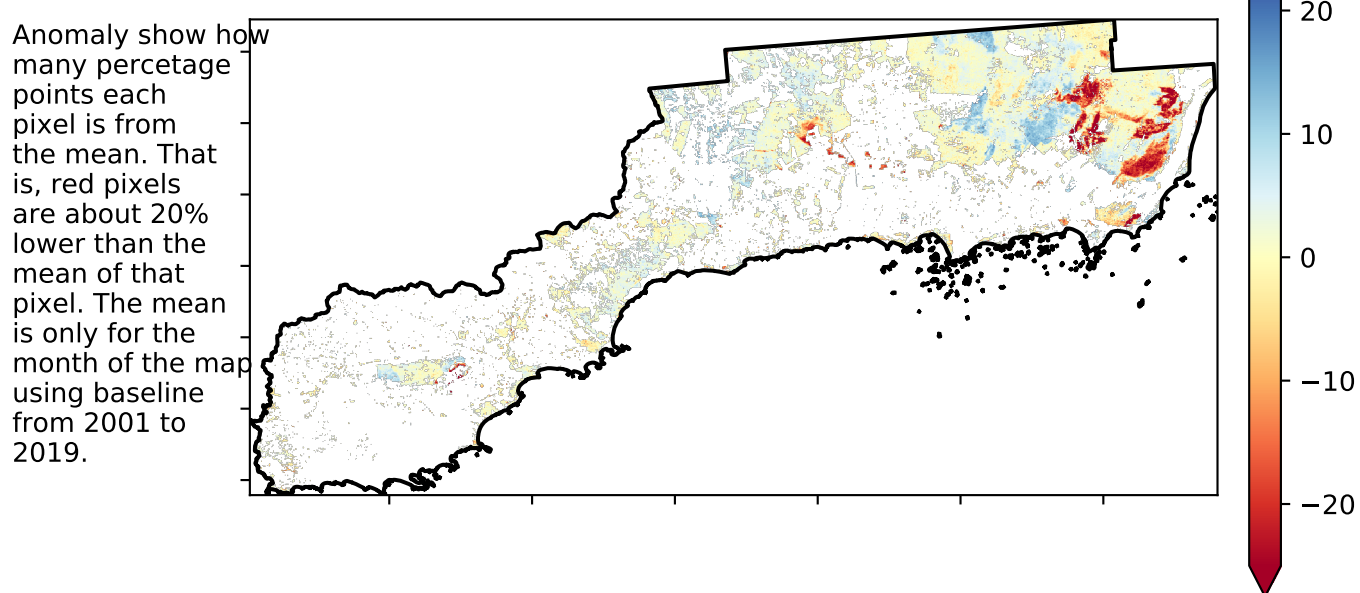 Anomaly show how
many percetage
points each
pixel is from
the mean. That
is, red pixels
are about 20%
lower than the
mean of that
pixel. The mean
is only for the
month of the map
using baseline
from 2001 to
2019.
20
10
0
−10
−20